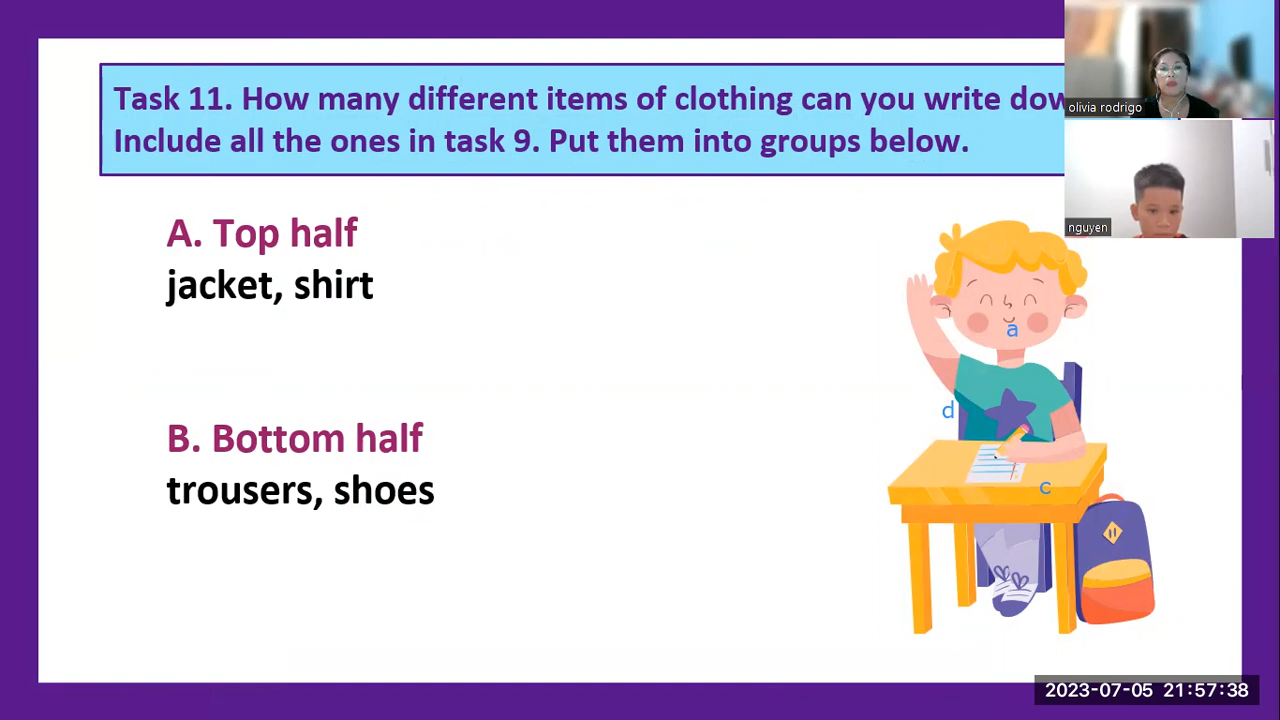 Task 11. How many different items of clothing can you write
Include all the ones in task 9. Put them into groups below.
olivia rodrigo
nguyen
A. Top half
jacket, shirt
a
d
B. Bottom half
trousers, shoes
c
2023-07-05 21:57:38